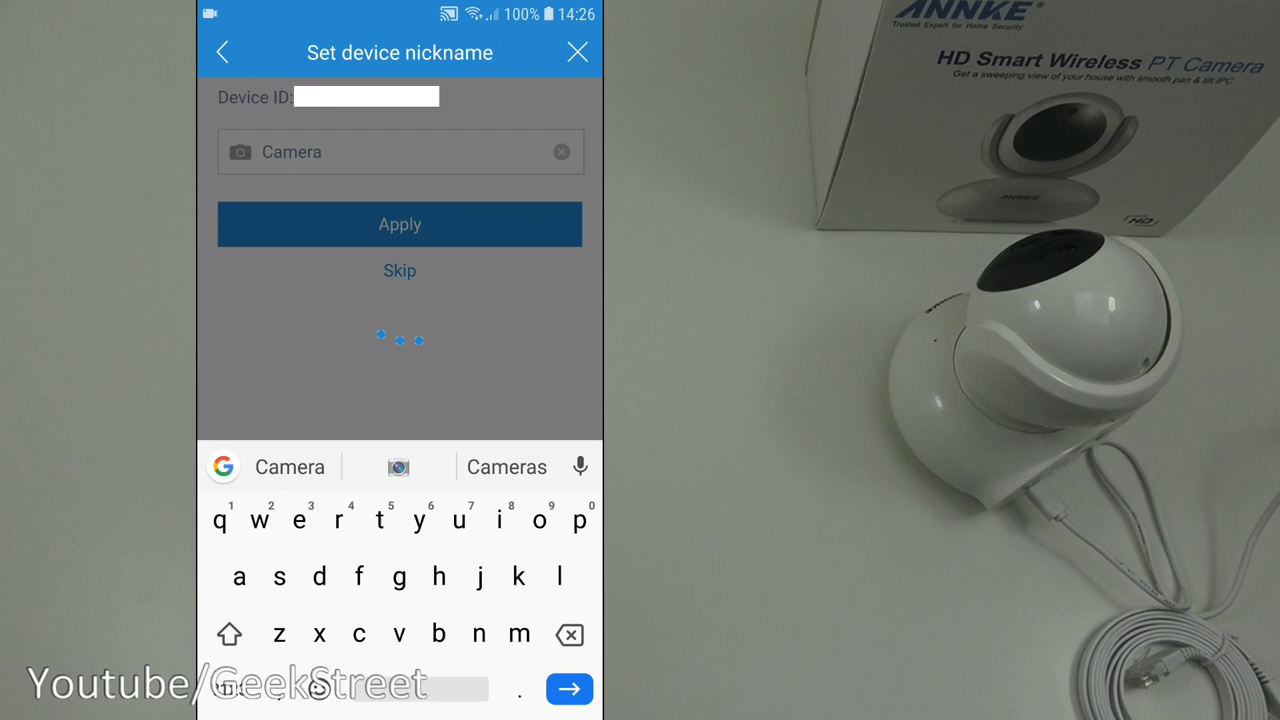 100% 14:26
Set device nickname
Device ID:
Camera
Apply
Skip
Camera Cameras
1 2 3 4 5 6 7 8 9 0
q w e r t y u i o p
a s d f g h j k l
z x c v b n m
.
Youtube/GeekStreet
ANNKE
Trusted Expert for Home Security
HD Smart Wireless PT Camera
Get a sweeping view of your house with smooth pan & tilt IPC
ANNKE
HD
ANNKE